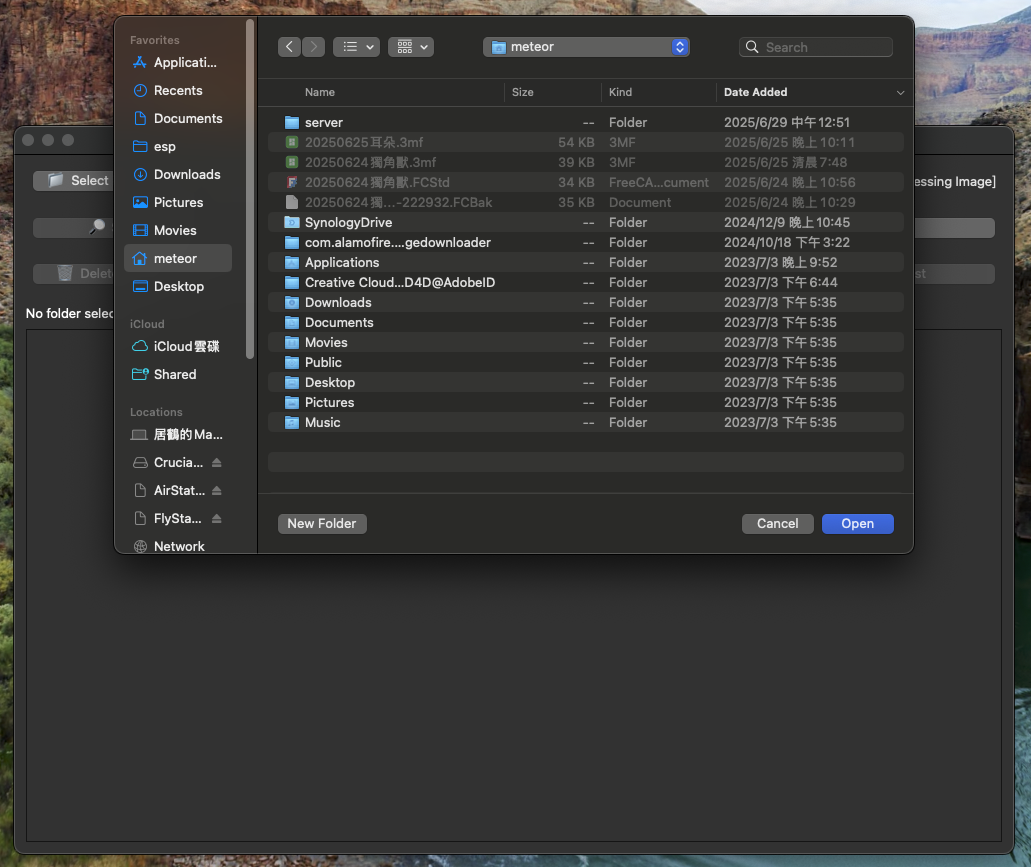 Favorites
Applicati...
Recents
Documents
esp
Downloads
Pictures
Movies
meteor
Desktop
iCloud
iCloud雲碟
Shared
Locations
居鶴的 Ma...
Crucia...
AirStat...
FlySta...
Network
meteor
Search
Name Size Kind Date Added
server -- Folder 2025/6/29 中午12:51
20250625耳朵.3mf 54 KB 3MF 2025/6/25 晚上10:11
20250624獨角獸.3mf 39 KB 3MF 2025/6/25 清晨7:48
20250624獨角獸.FCStd 34 KB FreeCA...cument 2025/6/24 晚上10:56
20250624獨...-222932.FCBak 35 KB Document 2025/6/24 晚上10:29
SynologyDrive -- Folder 2024/12/9 晚上10:45
com.alamofire....gedownloader -- Folder 2024/10/18 下午3:22
Applications -- Folder 2023/7/3 晚上9:52
Creative Cloud...D4D@AdobeID -- Folder 2023/7/3 下午6:44
Downloads -- Folder 2023/7/3 下午5:35
Documents -- Folder 2023/7/3 下午5:35
Movies -- Folder 2023/7/3 下午5:35
Public -- Folder 2023/7/3 下午5:35
Desktop -- Folder 2023/7/3 下午5:35
Pictures -- Folder 2023/7/3 下午5:35
Music -- Folder 2023/7/3 下午5:35
New Folder Cancel Open
Select
essing Image]
Delet
st
No folder selec